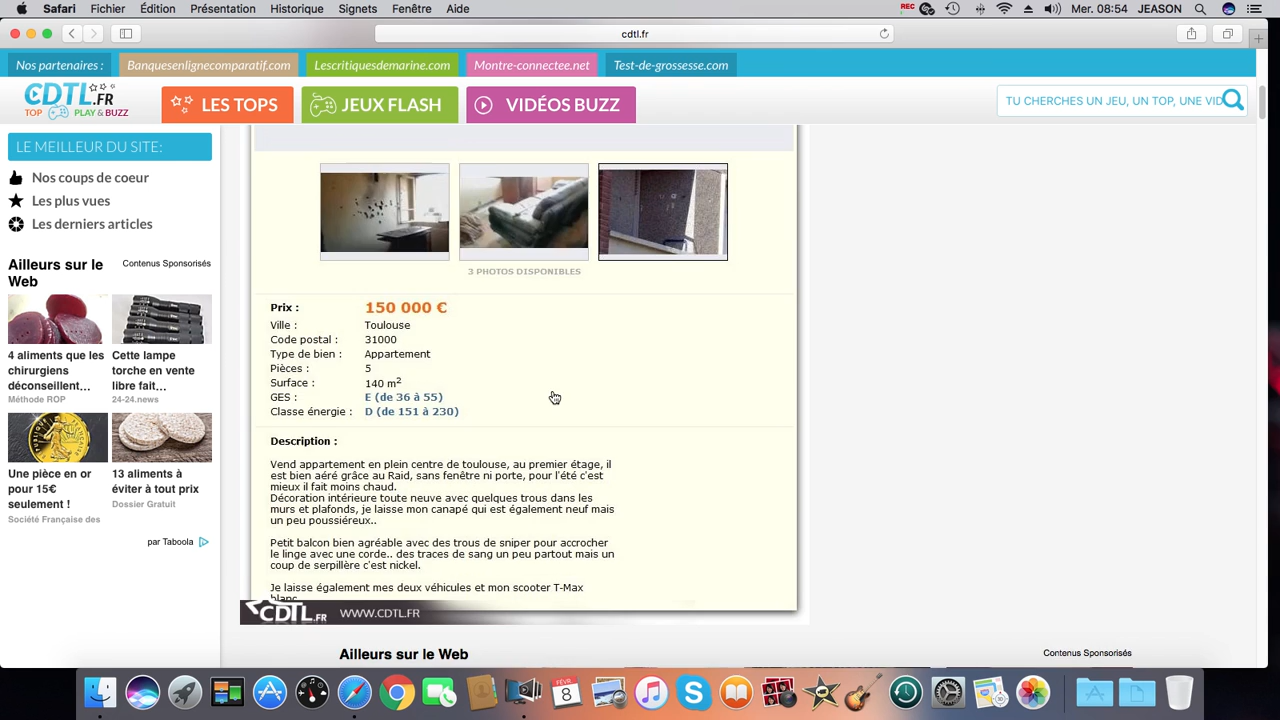 Safari Fichier Édition Présentation Historique Signets Fenêtre Aide REC Mer. 08:54 JEASON
cdtl.fr
Nos partenaires : Banquesenlignecomparatif.com Lescritiquesdemarine.com Montre-connectee.net Test-de-grossesse.com
CDTL.FR
TOP PLAY & BUZZ
LES TOPS JEUX FLASH VIDÉOS BUZZ
TU CHERCHES UN JEU, UN TOP, UNE VID
LE MEILLEUR DU SITE:
Nos coups de coeur
Les plus vues
Les derniers articles
Ailleurs sur le Web
Contenus Sponsorisés
4 aliments que les chirurgiens déconseillent...
Méthode ROP
Cette lampe torche en vente libre fait...
24-24.news
Une pièce en or pour 15€ seulement !
Société Française des
13 aliments à éviter à tout prix
Dossier Gratuit
par Taboola
3 PHOTOS DISPONIBLES
Prix : 150 000 €
Ville : Toulouse
Code postal : 31000
Type de bien : Appartement
Pièces : 5
Surface : 140 m²
GES : E (de 36 à 55)
Classe énergie : D (de 151 à 230)
Description :
Vend appartement en plein centre de toulouse, au premier étage, il
est bien aéré grâce au Raid, sans fenêtre ni porte, pour l'été c'est
mieux il fait moins chaud.
Décoration intérieure toute neuve avec quelques trous dans les
murs et plafonds, je laisse mon canapé qui est également neuf mais
un peu poussiéreux..
Petit balcon bien agréable avec des trous de sniper pour accrocher
le linge avec une corde.. des traces de sang un peu partout mais un
coup de serpillère c'est nickel.
Je laisse également mes deux véhicules et mon scooter T-Max
blanc
CDTL.FR WWW.CDTL.FR
Ailleurs sur le Web
Contenus Sponsorisés
FÉVR.
8